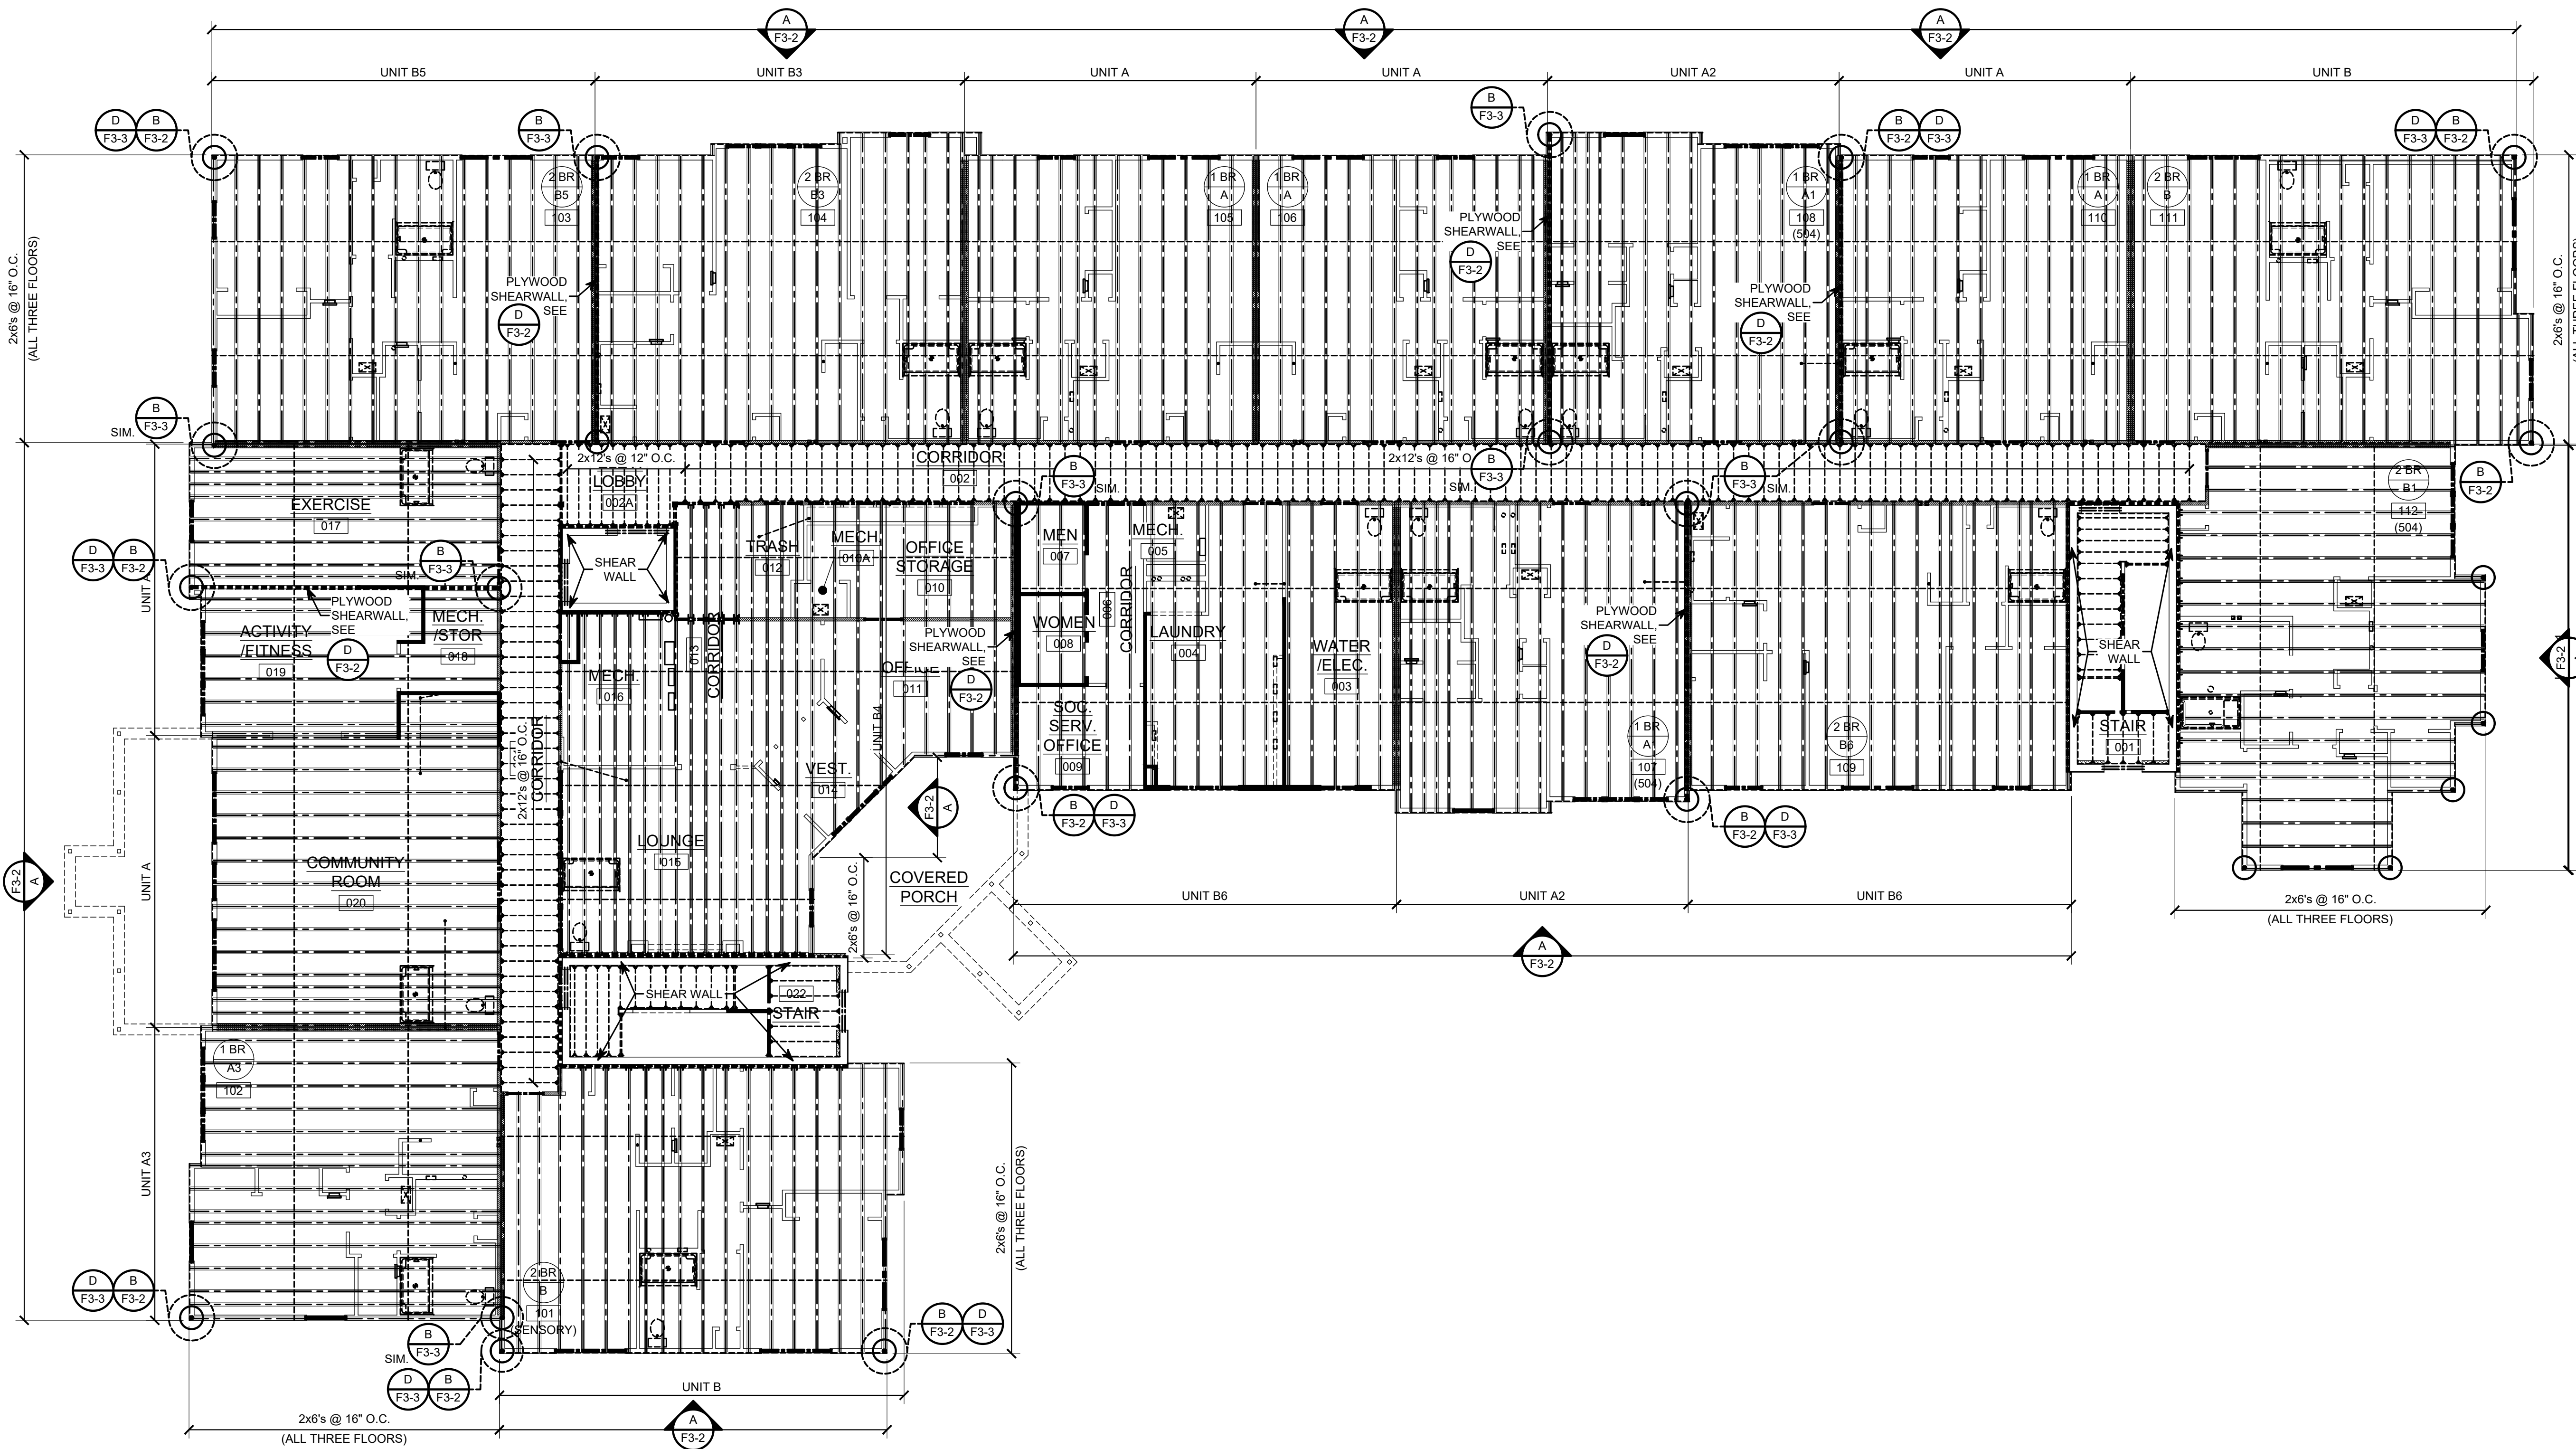 A
F3-2
A
F3-2
A
F3-2
UNIT B5
UNIT B3
UNIT A
UNIT A
UNIT A2
UNIT A
UNIT B
D
F3-3
B
F3-2
B
F3-3
B
F3-3
B
F3-2
D
F3-3
D
F3-3
B
F3-2
2x6's @ 16" O.C.
(ALL THREE FLOORS)
2 BR
B5
103
2 BR
B3
104
1 BR
A
105
1 BR
A
106
1 BR
A1
108
(504)
1 BR
A
110
2 BR
B
111
2x6's @ 16" O.C.
PLYWOOD
SHEARWALL,
SEE
D
F3-2
PLYWOOD
SHEARWALL,
SEE
D
F3-2
PLYWOOD
SHEARWALL,
SEE
D
F3-2
B
F3-3
SIM.
2x12's @ 12" O.C.
CORRIDOR
002
2x12's @ 16" O
LOBBY
002A
B
F3-3
SIM.
B
F3-3
SIM.
B
F3-3
SIM.
2 BR
B1
112
(504)
B
F3-2
EXERCISE
017
D
F3-3
B
F3-2
B
F3-3
SIM.
UNIT A
PLYWOOD
SHEARWALL,
SEE
D
F3-2
ACTIVITY
/FITNESS
019
MECH.
/STOR
018
SHEAR
WALL
TRASH
012
MECH.
010A
OFFICE
STORAGE
010
MEN
007
MECH.
005
WOMEN
008
006
CORRIDOR
LAUNDRY
004
WATER
/ELEC.
003
SOC.
SERV.
OFFICE
009
PLYWOOD
SHEARWALL,
SEE
D
F3-2
PLYWOOD
SHEARWALL,
SEE
D
F3-2
013
CORRIDOR
MECH.
016
011
UNIT B4
VEST.
014
LOUNGE
015
2x12's @ 16" O.C.
CORRIDOR
1 BR
A
107
(504)
2 BR
B6
109
SHEAR
WALL
STAIR
001
F3-2
A
F3-2
A
B
F3-2
D
F3-3
B
F3-2
D
F3-3
F3-2
A
UNIT A
COMMUNITY
ROOM
020
COVERED
PORCH
2x6's @ 16" O.C.
UNIT B6
UNIT A2
UNIT B6
2x6's @ 16" O.C.
(ALL THREE FLOORS)
A
F3-2
SHEAR WALL
022
STAIR
1 BR
A3
102
UNIT A3
2x6's @ 16" O.C.
(ALL THREE FLOORS)
2 BR
B
101
(SENSORY)
D
F3-3
B
F3-2
B
F3-3
SIM.
D
F3-3
B
F3-2
B
F3-2
D
F3-3
UNIT B
2x6's @ 16" O.C.
(ALL THREE FLOORS)
A
F3-2